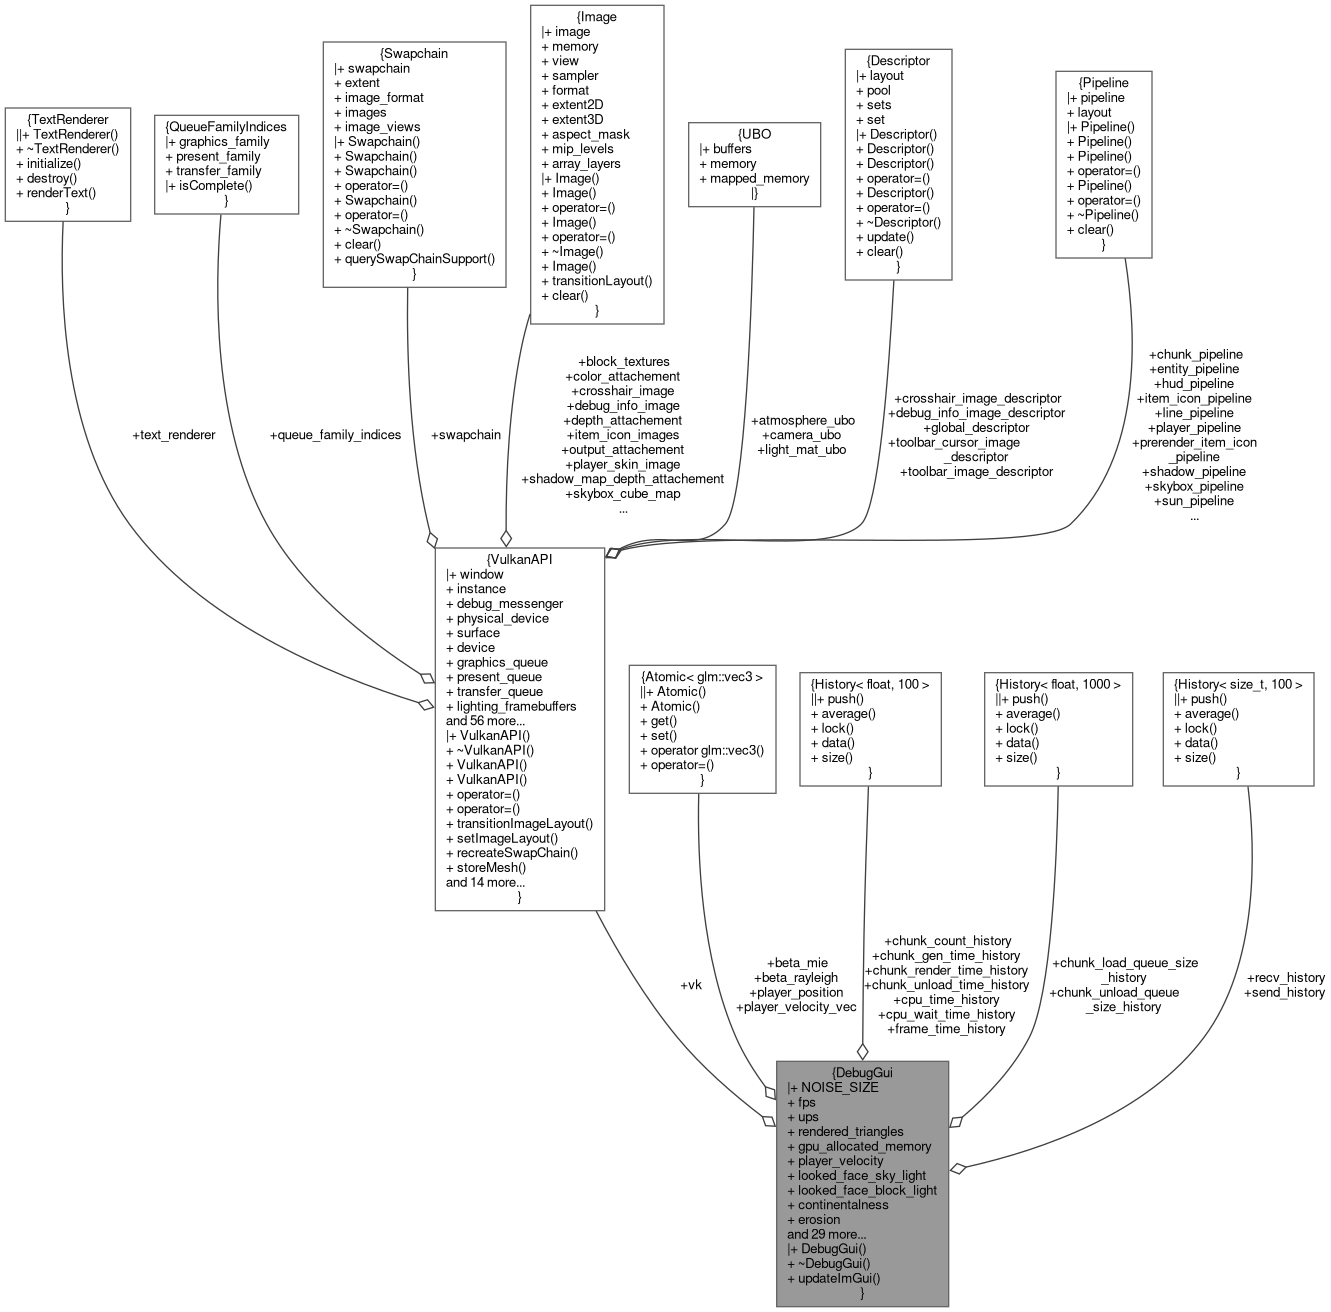 {TextRenderer
||+ TextRenderer()
+ ~TextRenderer()
+ initialize()
+ destroy()
+ renderText()
}
{QueueFamilyIndices
|+ graphics_family
+ present_family
+ transfer_family
|+ isComplete()
}
{Swapchain
|+ swapchain
+ extent
+ image_format
+ images
+ image_views
|+ Swapchain()
+ Swapchain()
+ Swapchain()
+ operator=()
+ Swapchain()
+ operator=()
+ ~Swapchain()
+ clear()
+ querySwapChainSupport()
}
{Image
|+ image
+ memory
+ view
+ sampler
+ format
+ extent2D
+ extent3D
+ aspect_mask
+ mip_levels
+ array_layers
|+ Image()
+ Image()
+ operator=()
+ Image()
+ operator=()
+ ~Image()
+ Image()
+ transitionLayout()
+ clear()
}
{UBO
|+ buffers
+ memory
+ mapped_memory
|}
{Descriptor
|+ layout
+ pool
+ sets
+ set
|+ Descriptor()
+ Descriptor()
+ Descriptor()
+ operator=()
+ Descriptor()
+ operator=()
+ ~Descriptor()
+ update()
+ clear()
}
{Pipeline
|+ pipeline
+ layout
|+ Pipeline()
+ Pipeline()
+ Pipeline()
+ operator=()
+ Pipeline()
+ operator=()
+ ~Pipeline()
+ clear()
}
+text_renderer
+queue_family_indices
+swapchain
+block_textures
+color_attachement
+crosshair_image
+debug_info_image
+depth_attachement
+item_icon_images
+output_attachement
+player_skin_image
+shadow_map_depth_attachement
+skybox_cube_map
...
+atmosphere_ubo
+camera_ubo
+light_mat_ubo
+crosshair_image_descriptor
+debug_info_image_descriptor
+global_descriptor
+toolbar_cursor_image
_descriptor
+toolbar_image_descriptor
+chunk_pipeline
+entity_pipeline
+hud_pipeline
+item_icon_pipeline
+line_pipeline
+player_pipeline
+prerender_item_icon
_pipeline
+shadow_pipeline
+skybox_pipeline
+sun_pipeline
...
{VulkanAPI
|+ window
+ instance
+ debug_messenger
+ physical_device
+ surface
+ device
+ graphics_queue
+ present_queue
+ transfer_queue
+ lighting_framebuffers
and 56 more...
|+ VulkanAPI()
+ ~VulkanAPI()
+ VulkanAPI()
+ VulkanAPI()
+ operator=()
+ operator=()
+ transitionImageLayout()
+ setImageLayout()
+ recreateSwapChain()
+ storeMesh()
and 14 more...
}
{Atomic< glm::vec3 >
||+ Atomic()
+ Atomic()
+ get()
+ set()
+ operator glm::vec3()
+ operator=()
}
{History< float, 100 >
||+ push()
+ average()
+ lock()
+ data()
+ size()
}
{History< float, 1000 >
||+ push()
+ average()
+ lock()
+ data()
+ size()
}
{History< size_t, 100 >
||+ push()
+ average()
+ lock()
+ data()
+ size()
}
+vk
+beta_mie
+beta_rayleigh
+player_position
+player_velocity_vec
+chunk_count_history
+chunk_gen_time_history
+chunk_render_time_history
+chunk_unload_time_history
+cpu_time_history
+cpu_wait_time_history
+frame_time_history
+chunk_load_queue_size
_history
+chunk_unload_queue
_size_history
+recv_history
+send_history
{DebugGui
|+ NOISE_SIZE
+ fps
+ ups
+ rendered_triangles
+ gpu_allocated_memory
+ player_velocity
+ looked_face_sky_light
+ looked_face_block_light
+ continentalness
+ erosion
and 29 more...
|+ DebugGui()
+ ~DebugGui()
+ updateImGui()
}